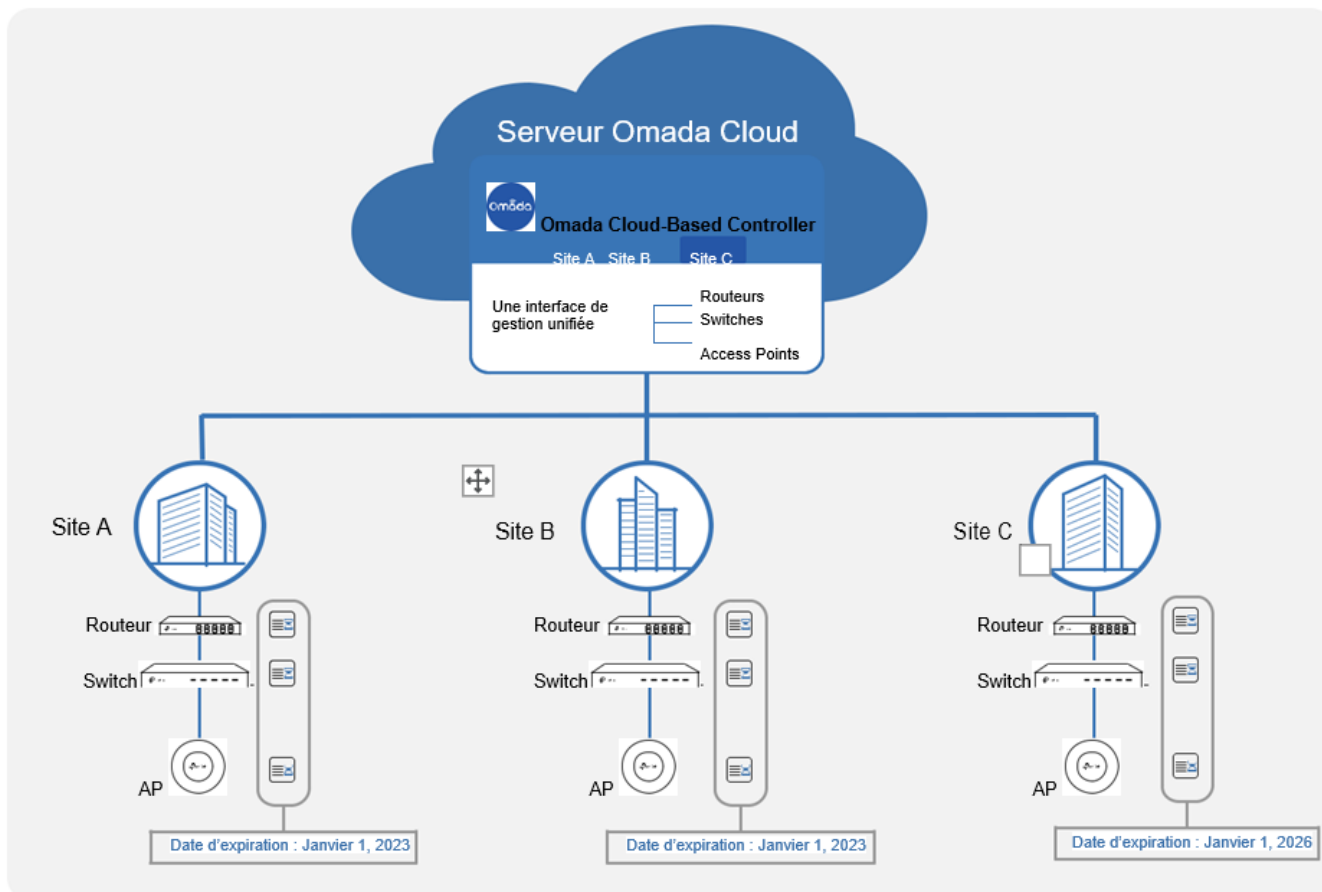 Serveur Omada Cloud
omada
Omada Cloud-Based Controller
Site A Site B Site C
Une interface de
gestion unifiée
Routeurs
Switches
Access Points
Site A
Site B
Site C
Routeur
Routeur
Routeur
Switch
Switch
Switch
AP
AP
AP
Date d'expiration : Janvier 1, 2023
Date d'expiration : Janvier 1, 2023
Date d'expiration : Janvier 1, 2026